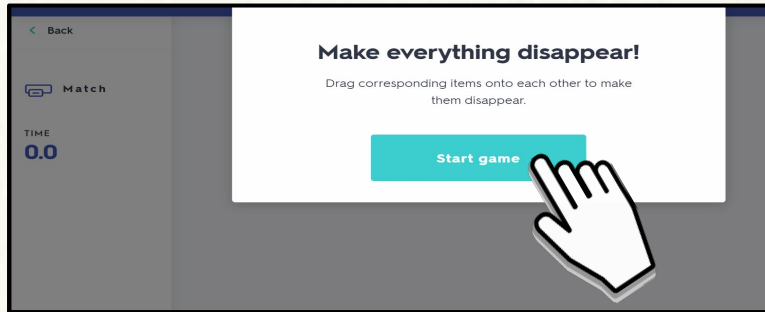 Back
Match
TIME
0.0
Make everything disappear!
Drag corresponding items onto each other to make
them disappear.
Start game